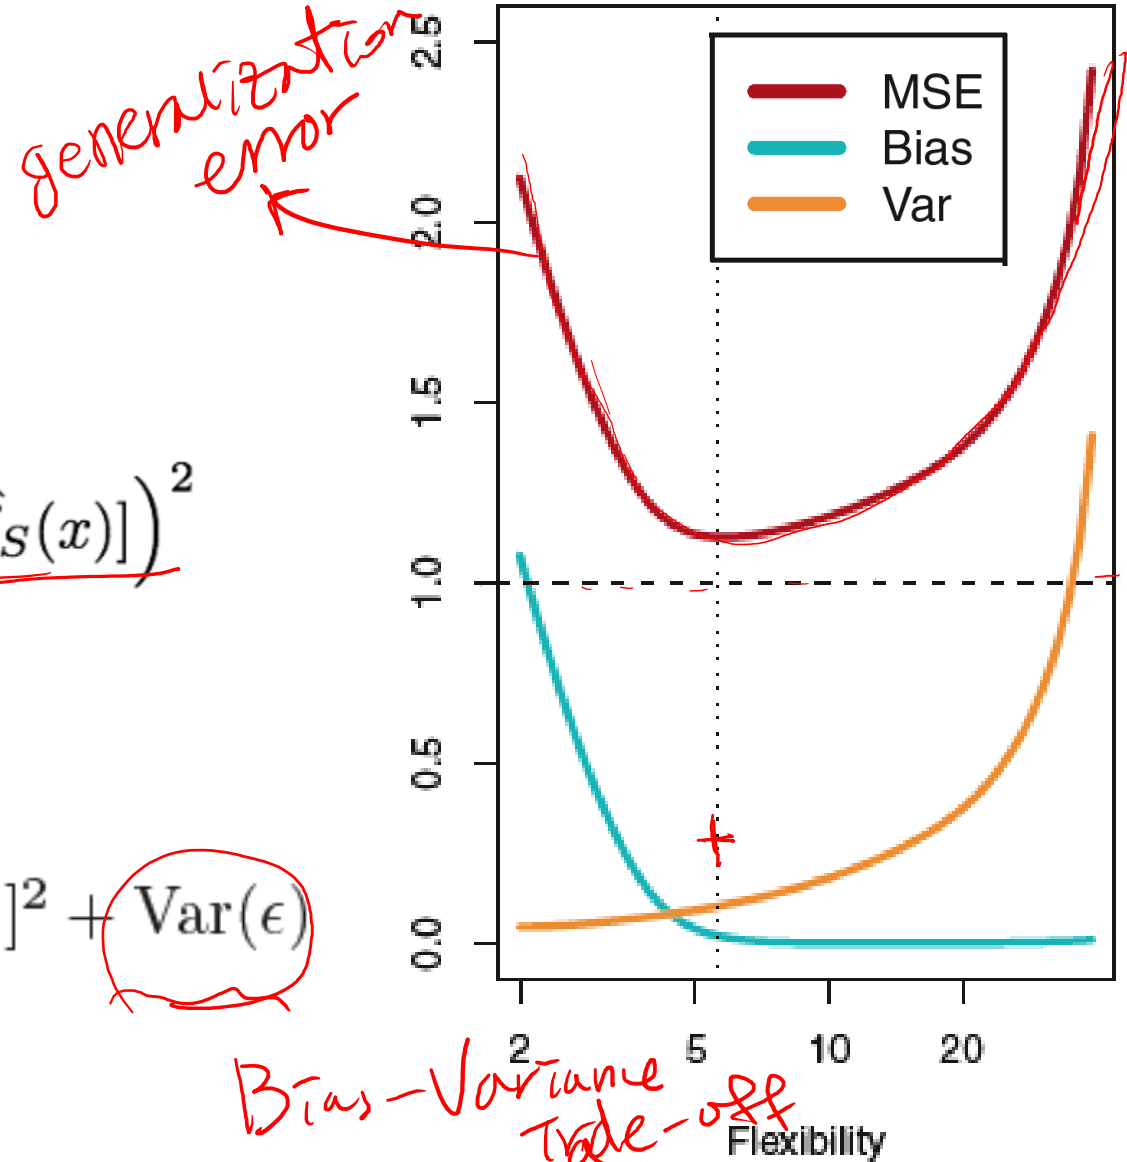 generalization
error
2.5
2.0
1.5
1.0
0.5
0.0
MSE
Bias
Var
S(x)])²
]² + Var(ϵ)
+
2 5 10 20
Bias-Variance
Trade-off
Flexibility